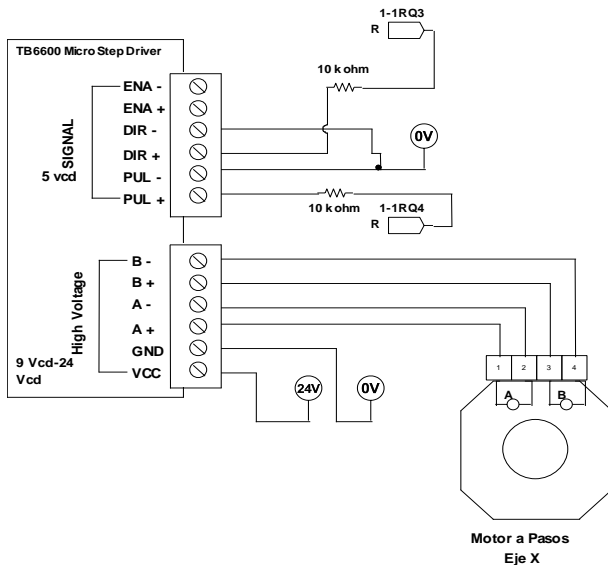 1-1RQ3
R
TB6600 Micro Step Driver
10 k ohm
ENA -
ENA +
DIR -
DIR +
PUL -
PUL +
SIGNAL
5 vcd
0V
10 k ohm
1-1RQ4
R
B -
B +
A -
A +
GND
VCC
High Voltage
9 Vcd-24
Vcd
24V
0V
1 2 3 4
A B
Motor a Pasos
Eje X